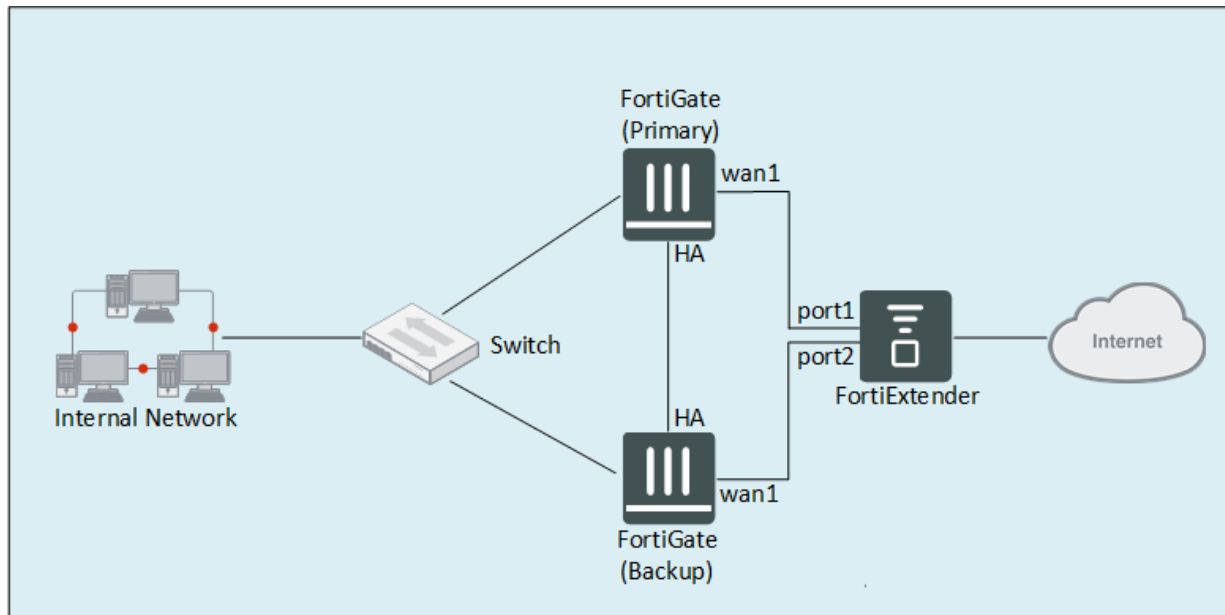 FortiGate
(Primary)
wan1
HA
port1
Switch
port2
Internet
FortiExtender
Internal Network
HA
wan1
FortiGate
(Backup)